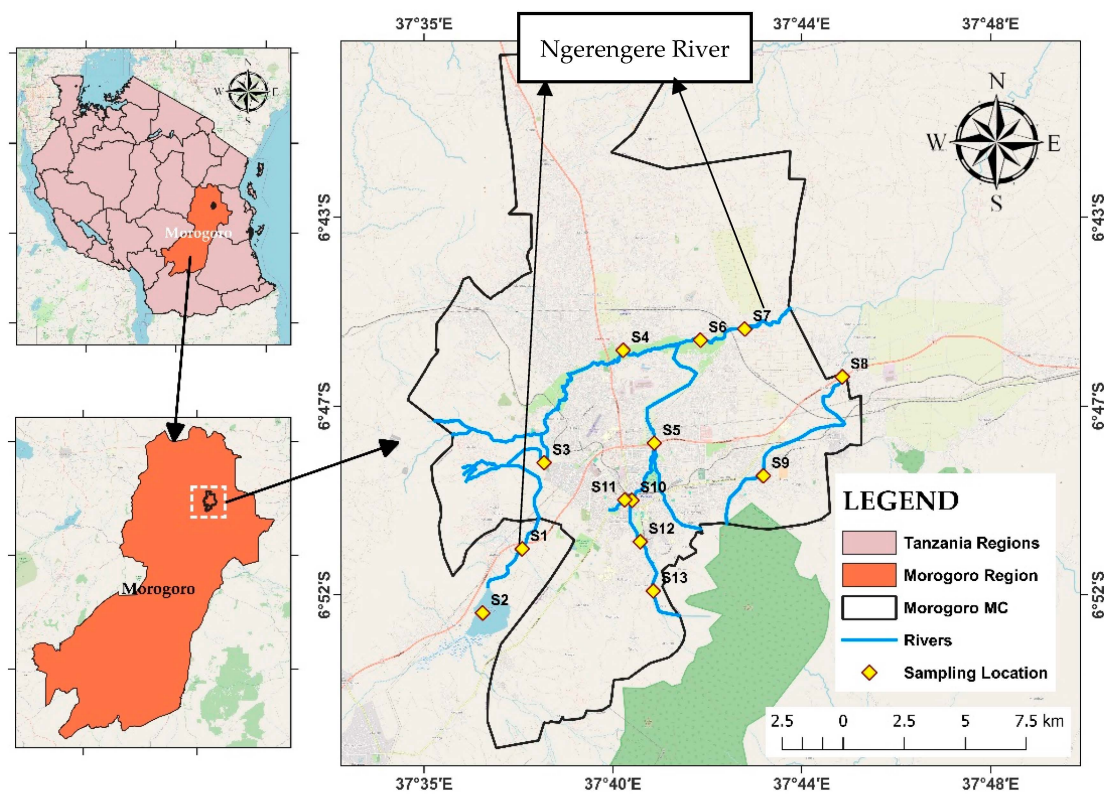 Ngerengere River
37°35'E
37°44'E
37°48'E
N
W
E
S
Morogoro
N
W
E
S
6°43'S
6°43'S
S7
S6
S4
S8
6°47'S
6°47'S
S5
S3
S9
S11
S10
S12
S1
S13
S2
6°52'S
6°52'S
Morogoro
LEGEND
Tanzania Regions
Morogoro Region
Morogoro MC
Rivers
Sampling Location
2.5 0 2.5 5 7.5 km
37°35'E
37°40'E
37°44'E
37°48'E